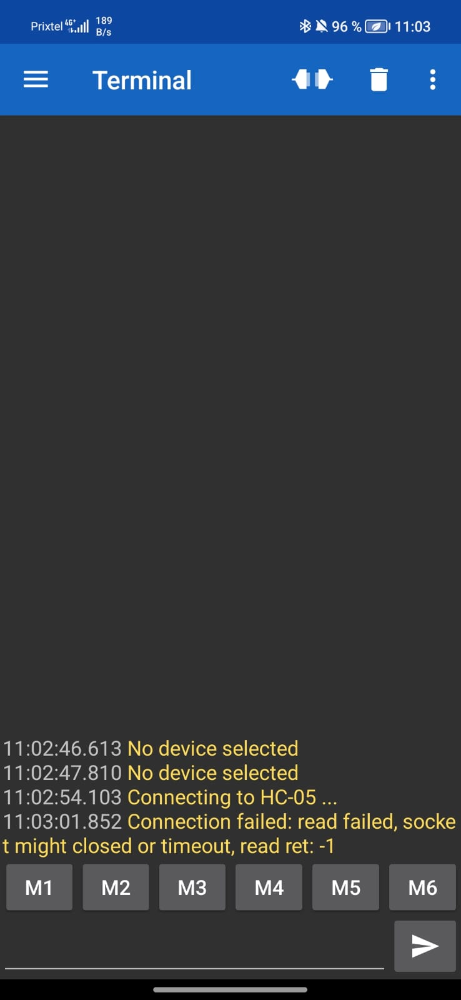 Prixtel 4G+ 189 B/s 96 % 11:03
Terminal
11:02:46.613 No device selected
11:02:47.810 No device selected
11:02:54.103 Connecting to HC-05 ...
11:03:01.852 Connection failed: read failed, socke
t might closed or timeout, read ret: -1
M1 M2 M3 M4 M5 M6